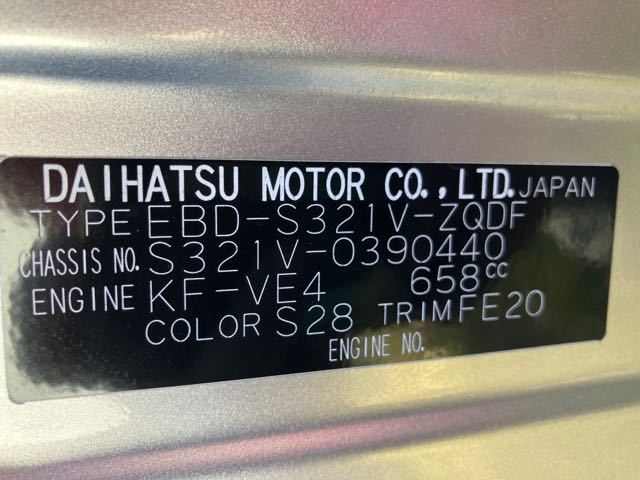 DAIHATSU MOTOR CO.,LTD. JAPAN
TYPE EBD-S321V-ZQDF
CHASSIS NO. S321V-0390440
ENGINE KF-VE4 658cc
COLOR S28 TRIM FE20
ENGINE NO.